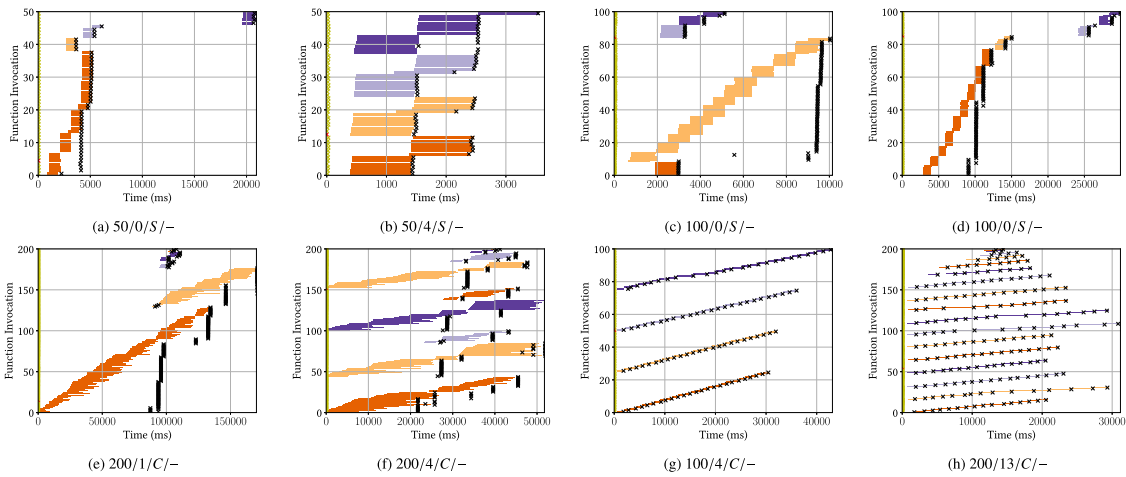 50
40
30
20
10
0
Function Invocation
0 5000 10000 15000 20000
Time (ms)
(a) 50/0/S/−
50
40
30
20
10
0
Function Invocation
0 1000 2000 3000
Time (ms)
(b) 50/4/S/−
100
80
60
40
20
0
Function Invocation
0 2000 4000 6000 8000 10000
Time (ms)
(c) 100/0/S/−
100
80
60
40
20
0
Function Invocation
0 5000 10000 15000 20000 25000
Time (ms)
(d) 100/0/S/−
200
150
100
50
0
Function Invocation
0 50000 100000 150000
Time (ms)
(e) 200/1/C/−
200
150
100
50
0
Function Invocation
0 10000 20000 30000 40000 50000
Time (ms)
(f) 200/4/C/−
100
80
60
40
20
0
Function Invocation
0 10000 20000 30000 40000
Time (ms)
(g) 100/4/C/−
200
150
100
50
0
Function Invocation
0 10000 20000 30000
Time (ms)
(h) 200/13/C/−